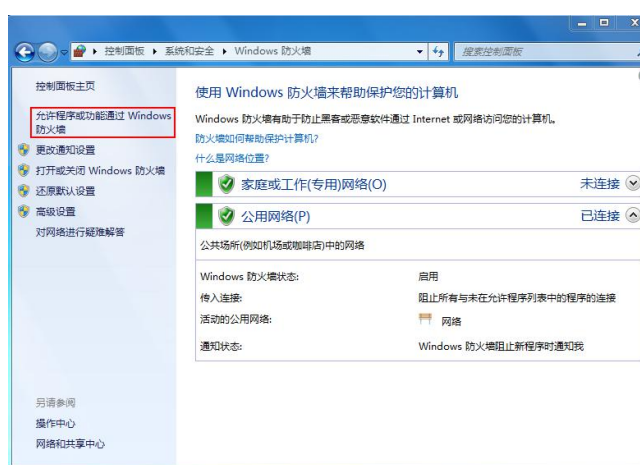 控制面板 ▸ 系统和安全 ▸ Windows 防火墙
搜索控制面板
控制面板主页
允许程序或功能通过 Windows
防火墙
更改通知设置
打开或关闭 Windows 防火墙
还原默认设置
高级设置
对网络进行疑难解答
另请参阅
操作中心
网络和共享中心
使用 Windows 防火墙来帮助保护您的计算机
Windows 防火墙有助于防止黑客或恶意软件通过 Internet 或网络访问您的计算机。
防火墙如何帮助保护计算机?
什么是网络位置?
家庭或工作(专用)网络(O) 未连接
公用网络(P) 已连接
公共场所(例如机场或咖啡店)中的网络
Windows 防火墙状态: 启用
传入连接: 阻止所有与未在允许程序列表中的程序的连接
活动的公用网络: 网络
通知状态: Windows 防火墙阻止新程序时通知我